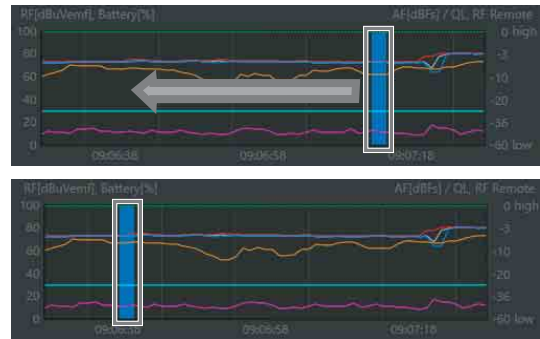 RF[dBuVemf], Battery[%] AF[dBFs] / QL, RF Remote
100 0 high
80 -3
60 -10
40 -20
20 -36
0 -60 low
09:06:38 09:06:58 09:07:18
RF[dBuVemf], Battery[%] AF[dBFs] / QL, RF Remote
100 0 high
80 -3
60 -10
40 -20
20 -36
0 -60 low
09:06:38 09:06:58 09:07:18